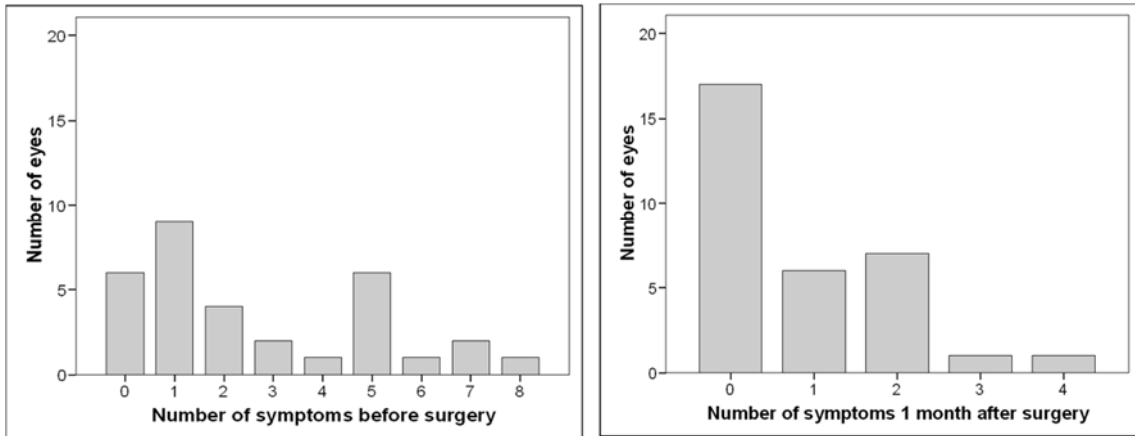 20
15
10
5
0
Number of eyes
0 1 2 3 4 5 6 7 8
Number of symptoms before surgery
20
15
10
5
0
Number of eyes
0 1 2 3 4
Number of symptoms 1 month after surgery